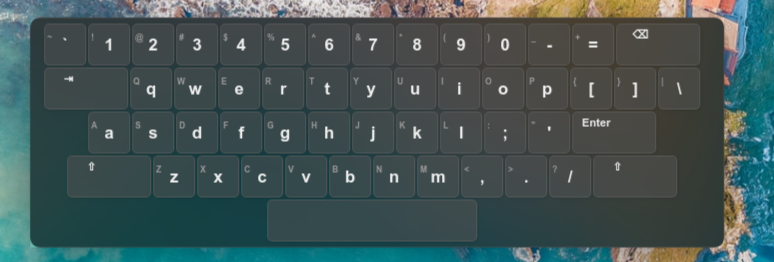 ~ ` ! 1 @ 2 # 3 $ 4 % 5 ^ 6 & 7 * 8 ( 9 ) 0 _ - + = ⌫
⇥ Q q W w E e R r T t Y y U u I i O o P p { [ } ] | \
A a S s D d F f G g H h J j K k L l : ; " ' Enter
⇧ Z z X x C c V v B b N n M m < , > . ? / ⇧